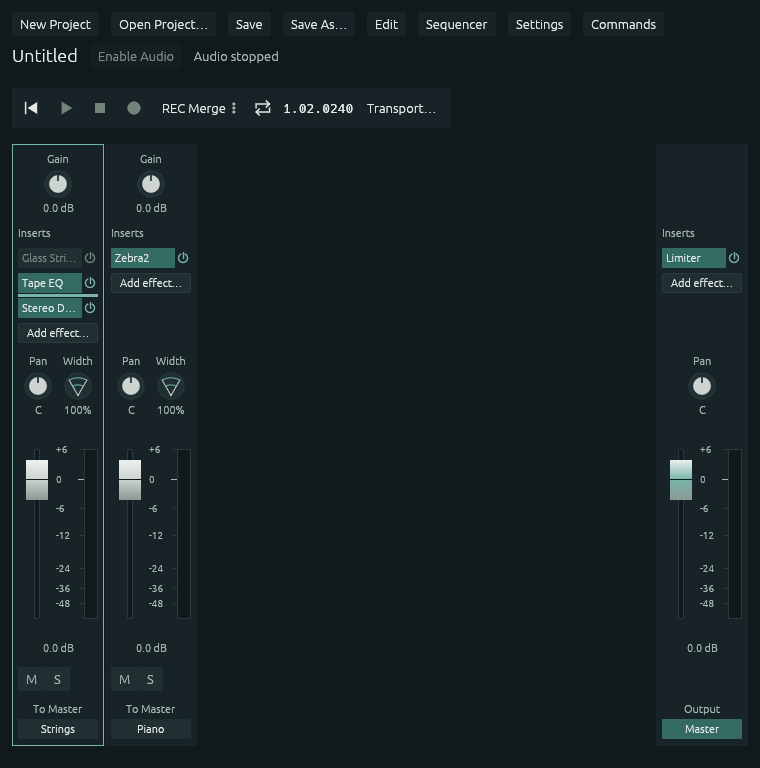 New Project Open Project... Save Save As... Edit Sequencer Settings Commands
Untitled Enable Audio Audio stopped
REC Merge 1.02.0240 Transport...
Gain Gain
0.0 dB 0.0 dB
Inserts Inserts Inserts
Glass Stri... Zebra2 Limiter
Tape EQ Add effect... Add effect...
Stereo D...
Add effect...
Pan Width Pan Width Pan
C 100% C 100% C
+6 +6 +6
0 0 0
-6 -6 -6
-12 -12 -12
-24 -24 -24
-36 -36 -36
-48 -48 -48
0.0 dB 0.0 dB 0.0 dB
M S M S
To Master To Master Output
Strings Piano Master